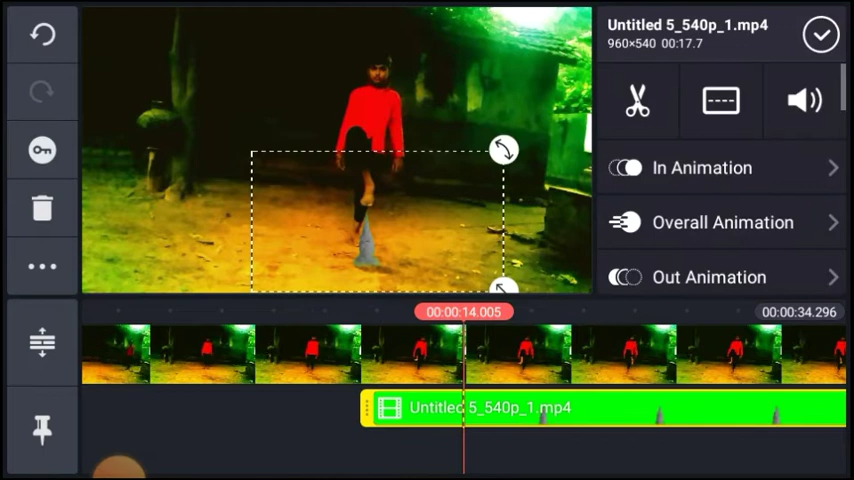 Untitled 5_540p_1.mp4
960×540 00:17.7
In Animation
Overall Animation
Out Animation
00:00:14.005
00:00:34.296
Untitled 5_540p_1.mp4